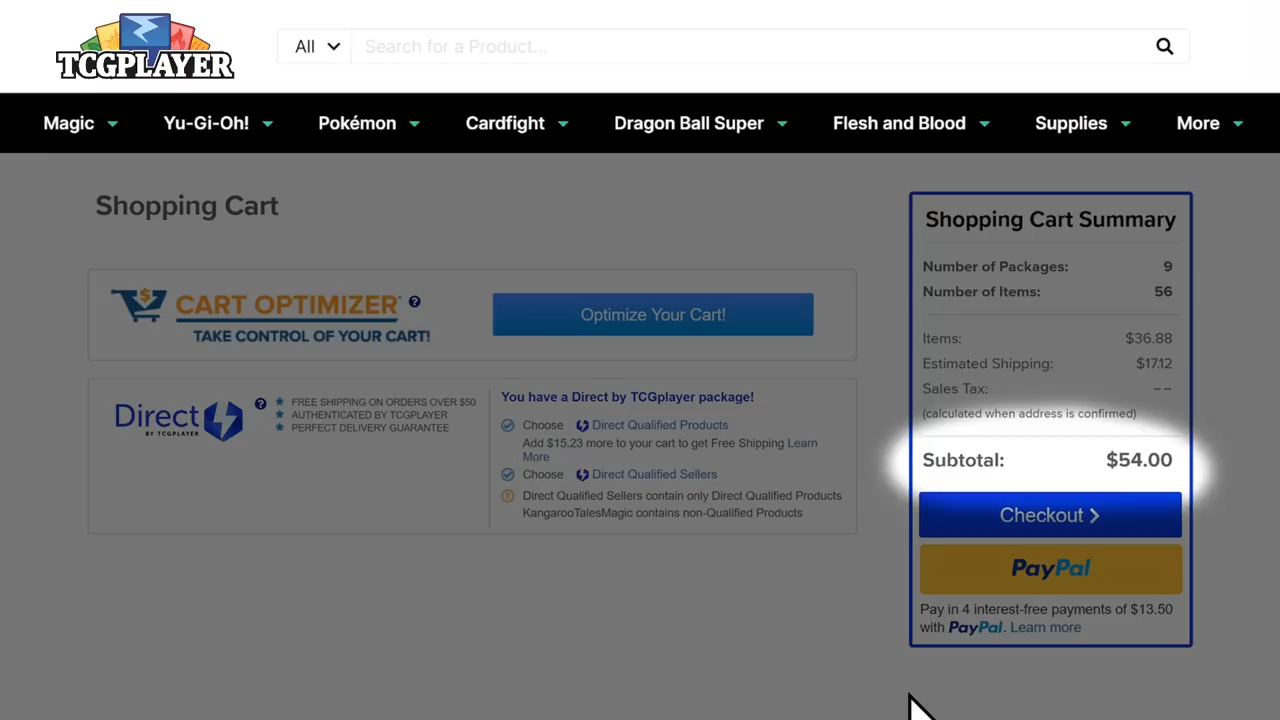 TCGPLAYER
All
Search for a Product...
Magic
Yu-Gi-Oh!
Pokémon
Cardfight
Dragon Ball Super
Flesh and Blood
Supplies
More
Shopping Cart
CART OPTIMIZER
?
TAKE CONTROL OF YOUR CART!
Optimize Your Cart!
Direct
BY TCGPLAYER
?
FREE SHIPPING ON ORDERS OVER $50
AUTHENTICATED BY TCGPLAYER
PERFECT DELIVERY GUARANTEE
You have a Direct by TCGplayer package!
Choose Direct Qualified Products
Add $15.23 more to your cart to get Free Shipping Learn
More
Choose Direct Qualified Sellers
Direct Qualified Sellers contain only Direct Qualified Products
KangarooTalesMagic contains non-Qualified Products
Shopping Cart Summary
Number of Packages: 9
Number of Items: 56
Items: $36.88
Estimated Shipping: $17.12
Sales Tax: --
(calculated when address is confirmed)
Subtotal: $54.00
Checkout
PayPal
Pay in 4 interest-free payments of $13.50
with PayPal. Learn more